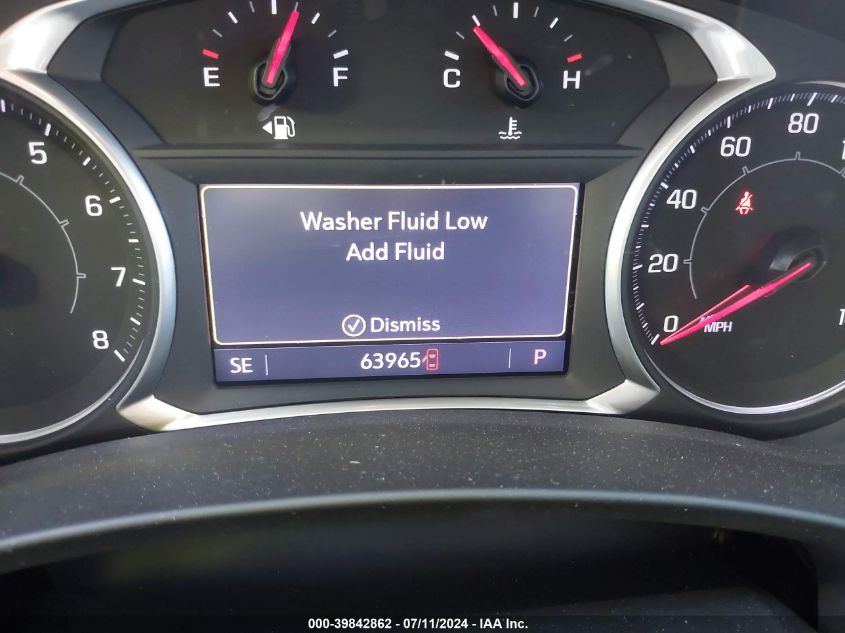 E F C H
5
6
7
8
0
20
40
60
80
MPH
Washer Fluid Low
Add Fluid
Dismiss
SE 63965 P
000-39842862 - 07/11/2024 - IAA Inc.